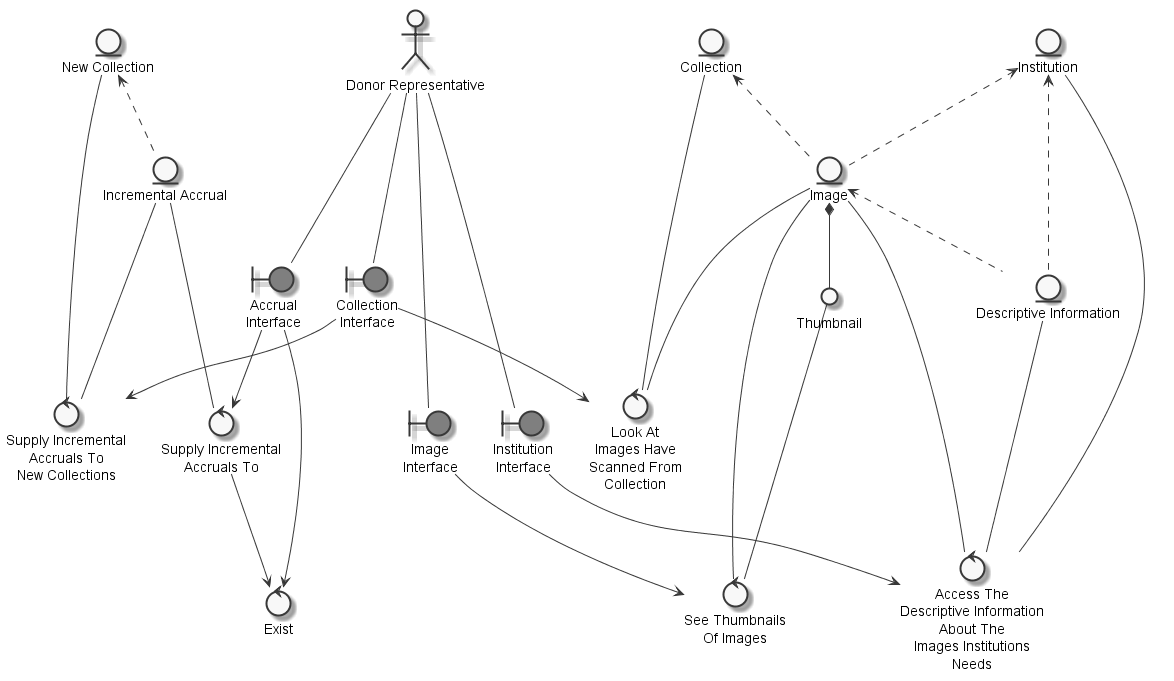 New Collection
Donor Representative
Collection
Institution
Incremental Accrual
Image
Accrual
Interface
Collection
Interface
Thumbnail
Descriptive Information
Supply Incremental
Accruals To
New Collections
Supply Incremental
Accruals To
Image
Interface
Institution
Interface
Look At
Images Have
Scanned From
Collection
Exist
See Thumbnails
Of Images
Access The
Descriptive Information
About The
Images Institutions
Needs